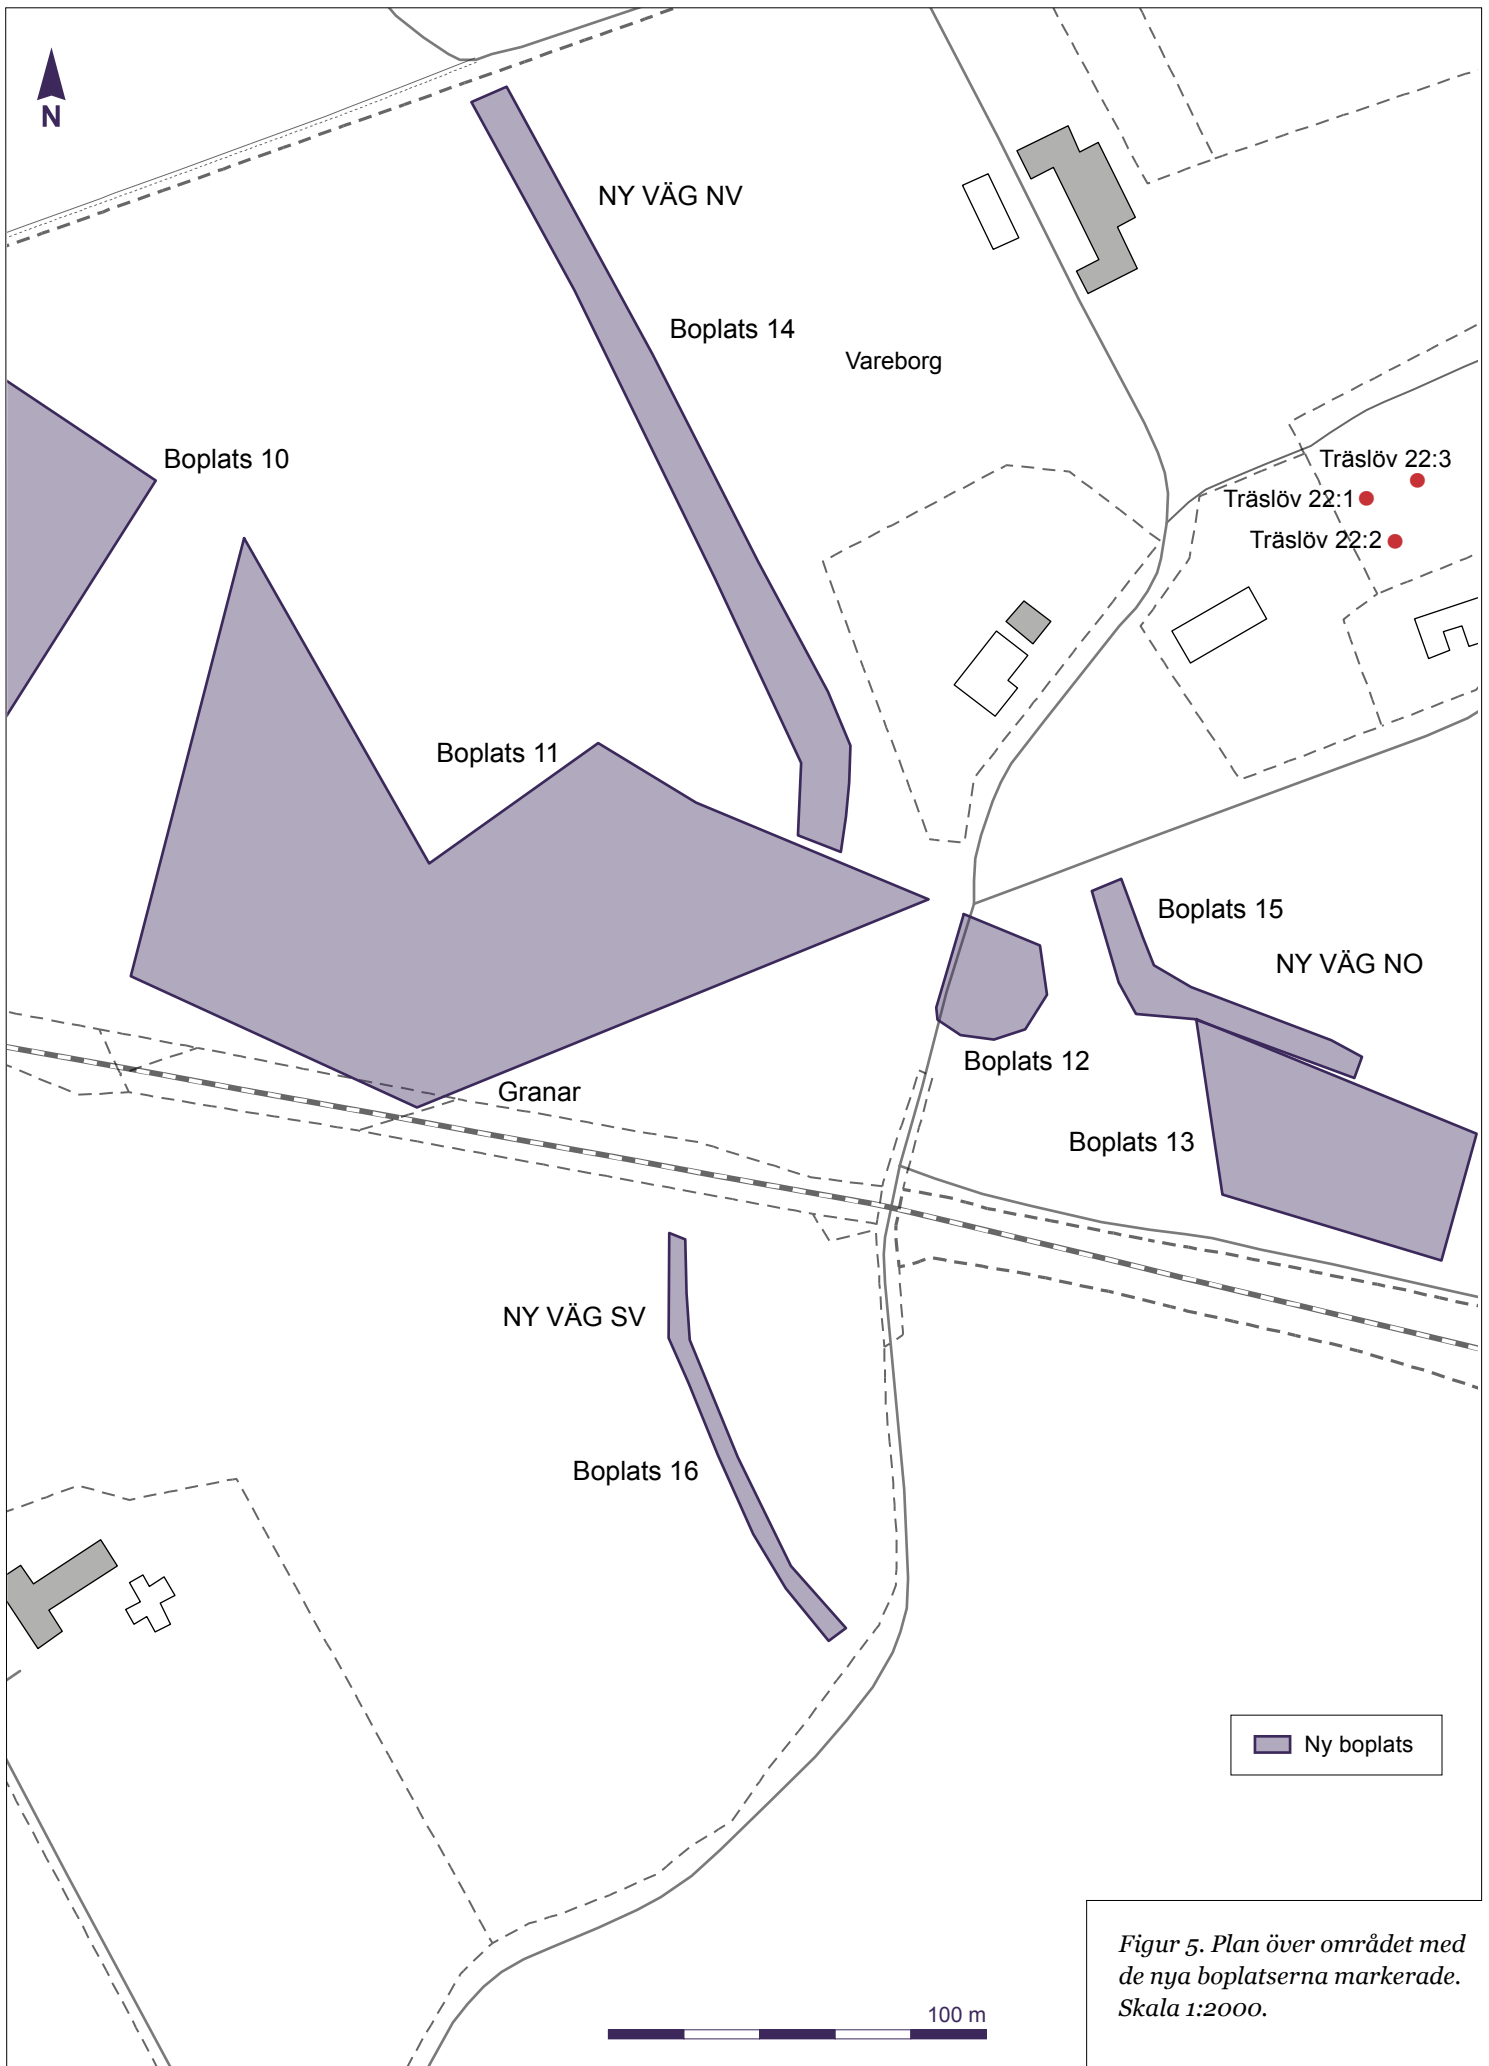 N
NY VÄG NV
Boplats 14
Vareborg
Boplats 10
Träslöv 22:3
Träslöv 22:1
Träslöv 22:2
Boplats 11
Boplats 15
NY VÄG NO
Boplats 12
Granar
Boplats 13
NY VÄG SV
Boplats 16
Ny boplats
Figur 5. Plan över området med
de nya boplatserna markerade.
Skala 1:2000.
100 m